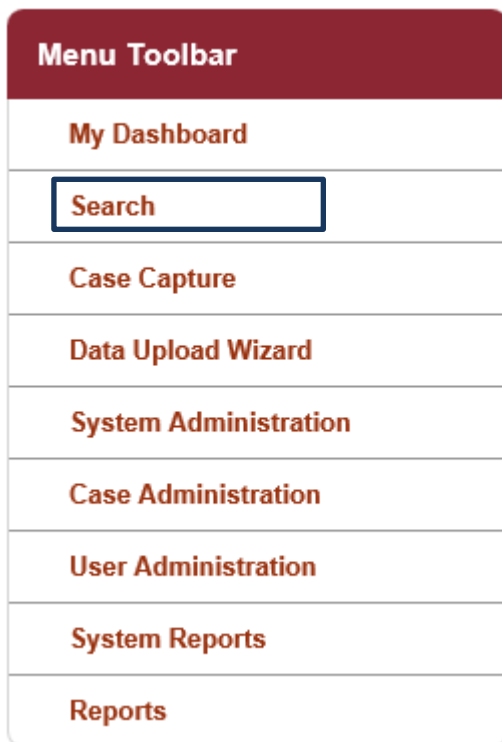 Menu Toolbar
My Dashboard
Search
Case Capture
Data Upload Wizard
System Administration
Case Administration
User Administration
System Reports
Reports